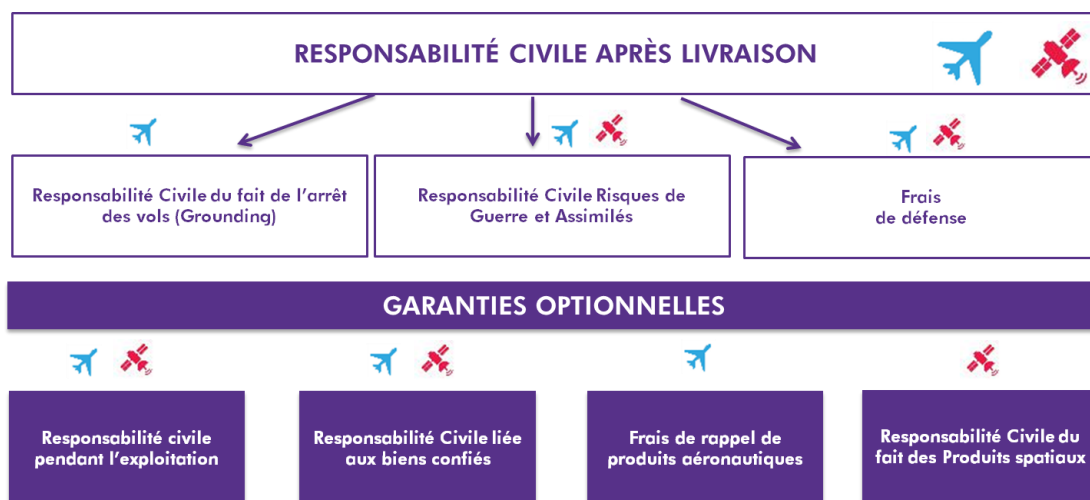 RESPONSABILITÉ CIVILE APRÈS LIVRAISON
Responsabilité Civile du fait de l'arrêt
des vols (Grounding)
Responsabilité Civile Risques de
Guerre et Assimilés
Frais
de défense
GARANTIES OPTIONNELLES
Responsabilité civile
pendant l'exploitation
Responsabilité Civile liée
aux biens confiés
Frais de rappel de
produits aéronautiques
Responsabilité Civile du
fait des Produits spatiaux